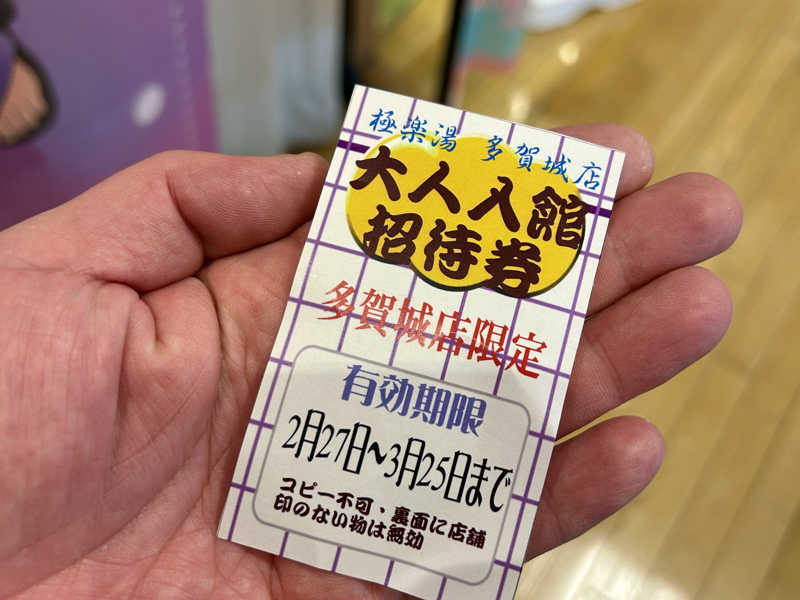 極楽湯 多賀城店
大人入館
招待券
多賀城店限定
有効期限
2月27日~3月25日まで
コピー不可、裏面に店舗
印のない物は無効